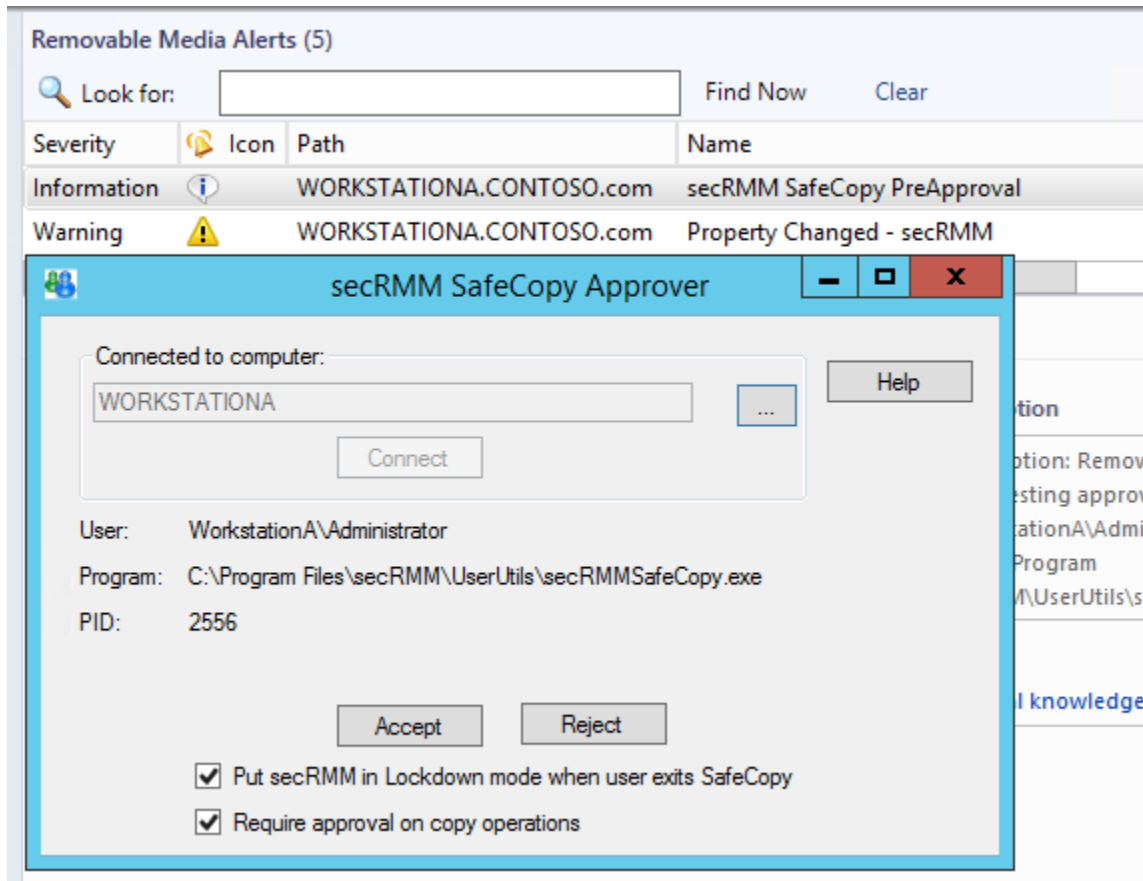 Removable Media Alerts (5)
Look for:
Find Now Clear
Severity Icon Path Name
Information WORKSTATIONA.CONTOSO.com secRMM SafeCopy PreApproval
Warning WORKSTATIONA.CONTOSO.com Property Changed - secRMM
secRMM SafeCopy Approver
Connected to computer:
WORKSTATIONA
...
Connect
Help
User: WorkstationA\Administrator
Program: C:\Program Files\secRMM\UserUtils\secRMMSafeCopy.exe
PID: 2556
Accept Reject
Put secRMM in Lockdown mode when user exits SafeCopy
Require approval on copy operations
Program
knowledge